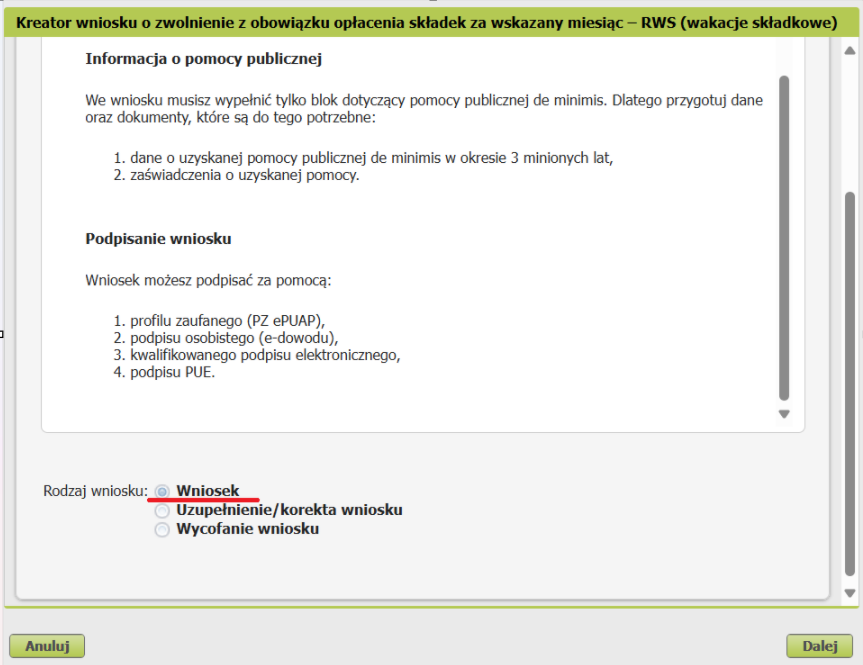 Kreator wniosku o zwolnienie z obowiązku opłacenia składek za wskazany miesiąc – RWS (wakacje składkowe)
Informacja o pomocy publicznej
We wniosku musisz wypełnić tylko blok dotyczący pomocy publicznej de minimis. Dlatego przygotuj dane
oraz dokumenty, które są do tego potrzebne:
1. dane o uzyskanej pomocy publicznej de minimis w okresie 3 minionych lat,
2. zaświadczenia o uzyskanej pomocy.
Podpisanie wniosku
Wniosek możesz podpisać za pomocą:
1. profilu zaufanego (PZ ePUAP),
2. podpisu osobistego (e-dowodu),
3. kwalifikowanego podpisu elektronicznego,
4. podpisu PUE.
Rodzaj wniosku: Wniosek
Uzupełnienie/korekta wniosku
Wycofanie wniosku
Anuluj Dalej